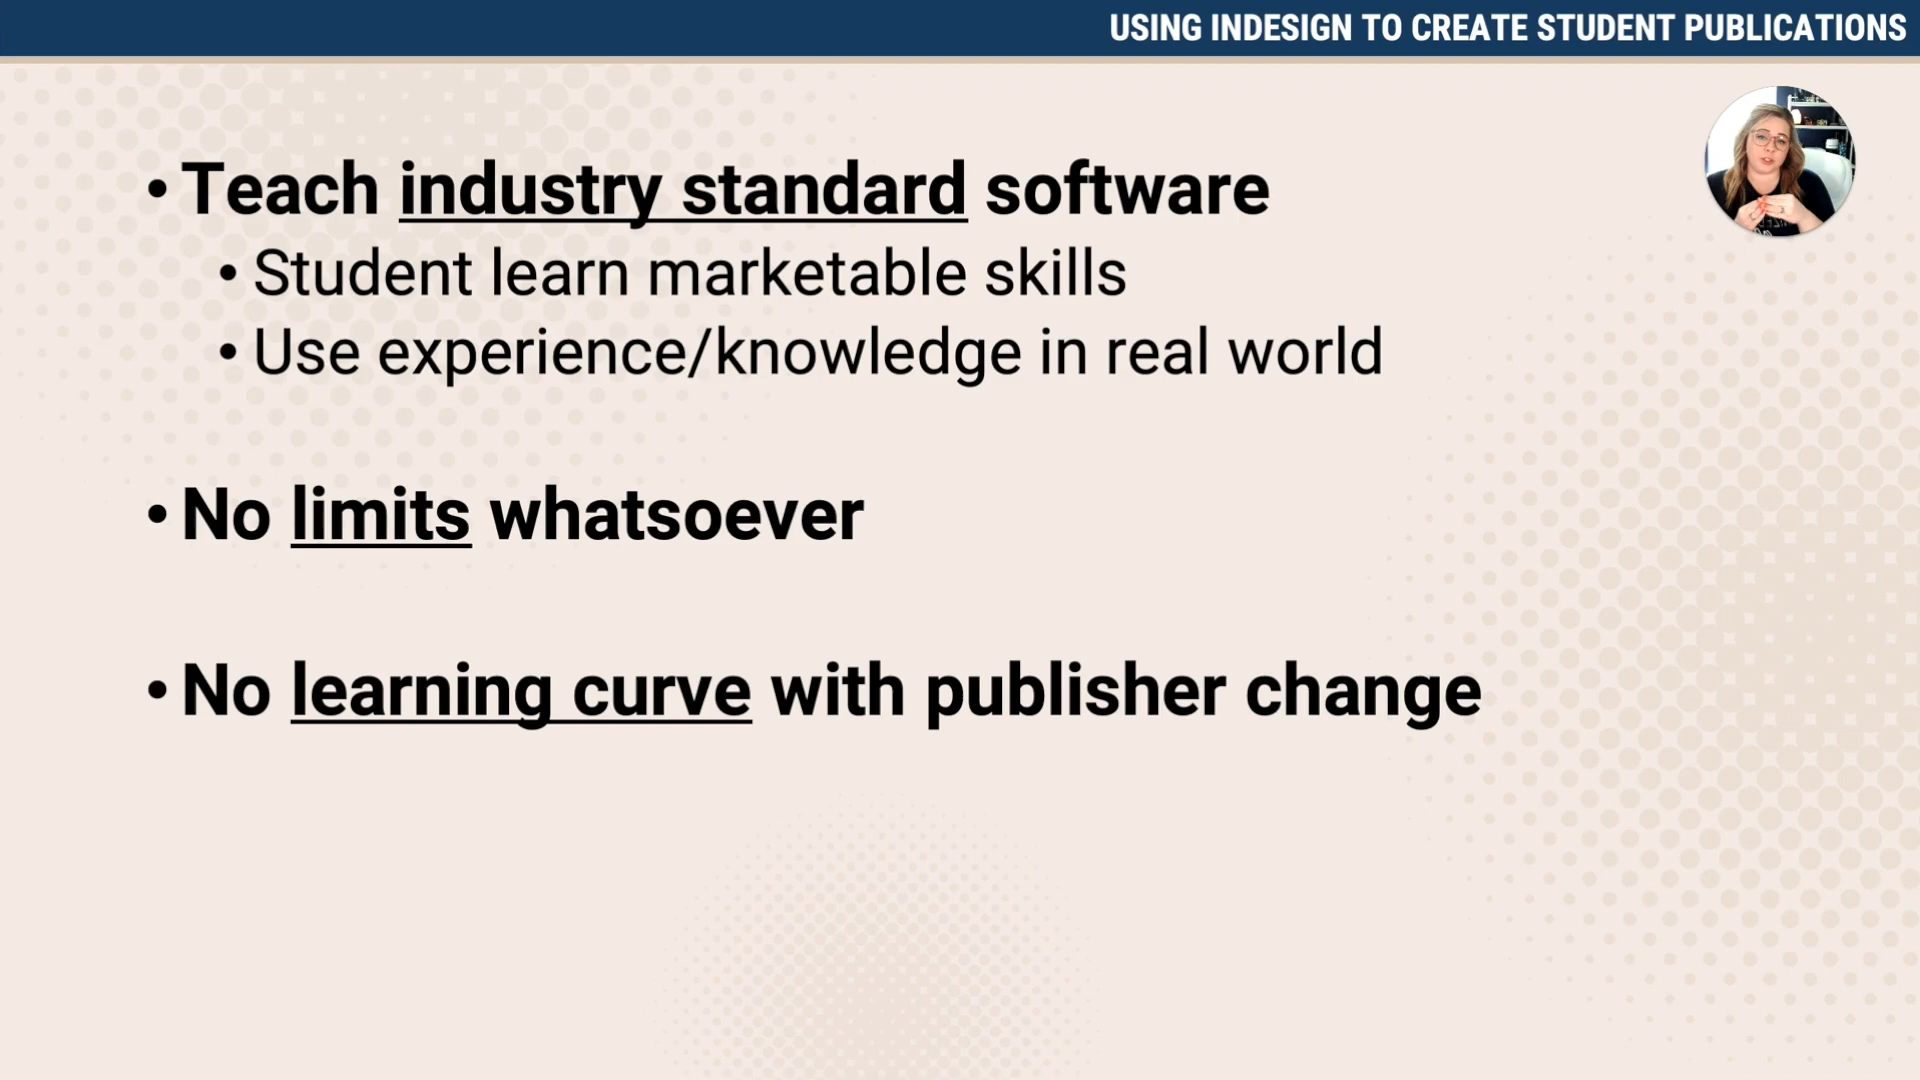 USING INDESIGN TO CREATE STUDENT PUBLICATIONS
• Teach industry standard software
• Student learn marketable skills
• Use experience/knowledge in real world
• No limits whatsoever
• No learning curve with publisher change